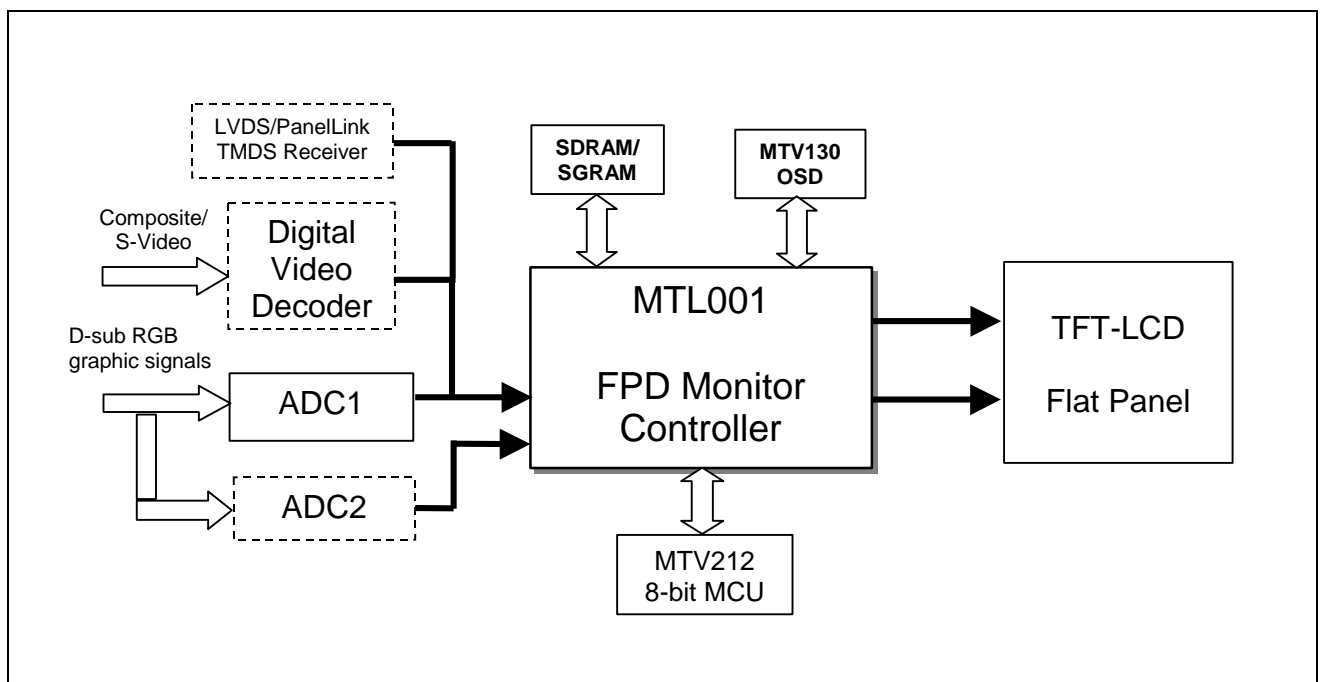 LVDS/PanelLink
TMDS Receiver
SDRAM/
SGRAM
MTV130
OSD
Composite/
S-Video
Digital
Video
Decoder
MTL001
FPD Monitor
Controller
TFT-LCD
Flat Panel
D-sub RGB
graphic signals
ADC1
ADC2
MTV212
8-bit MCU